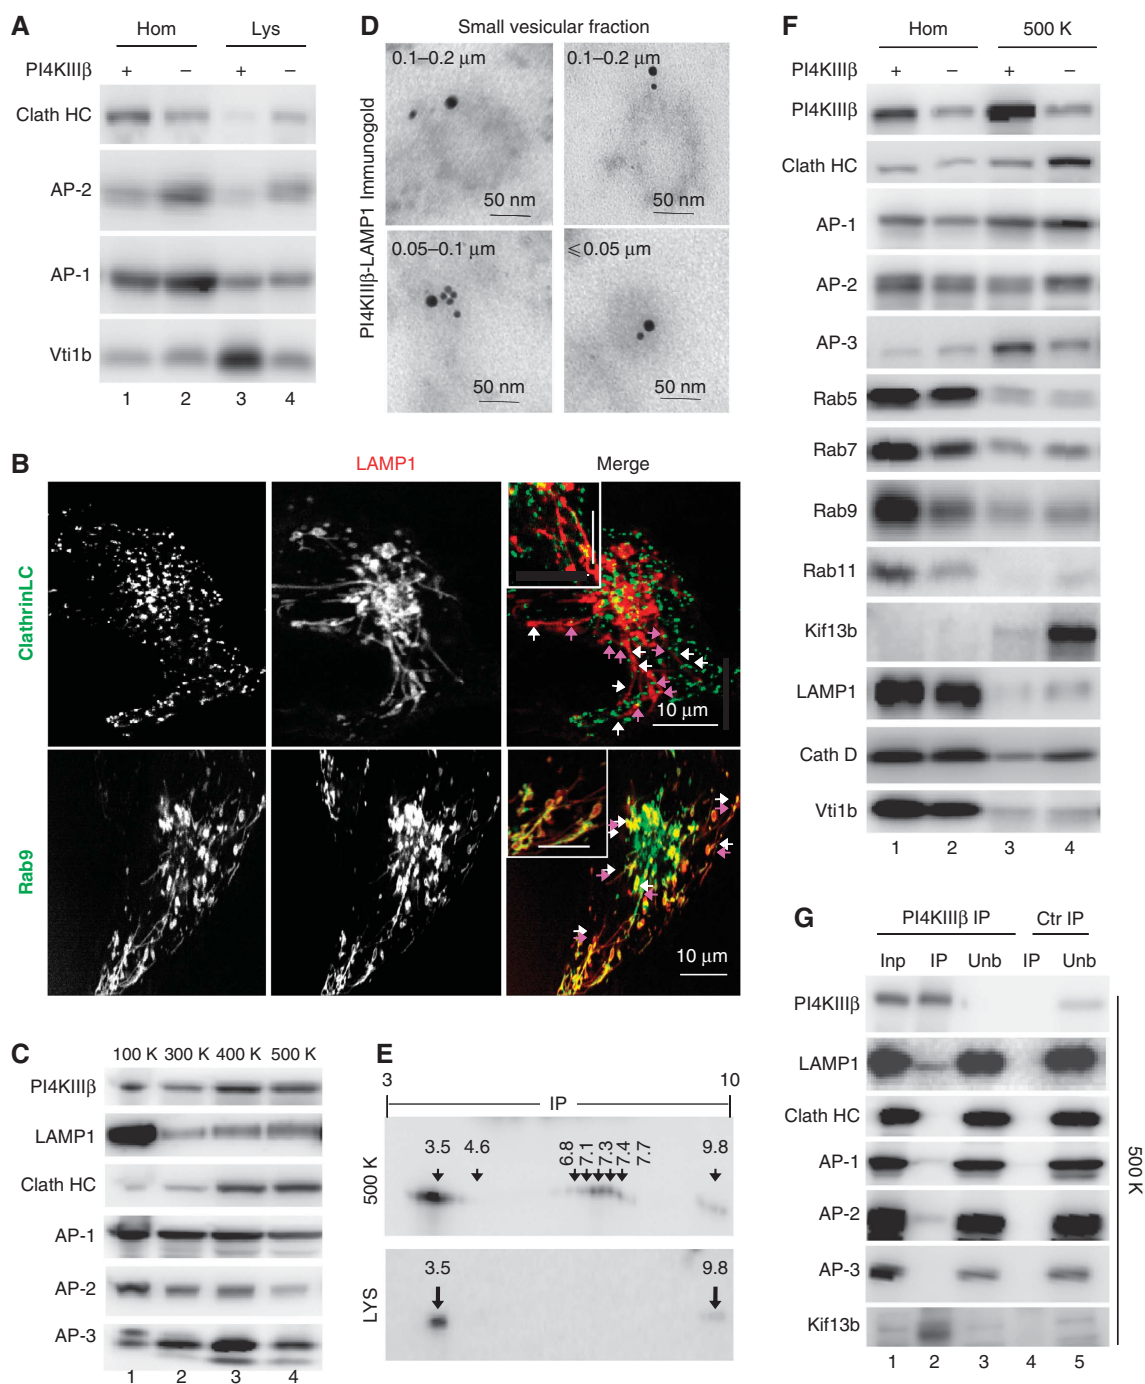 A
Hom Lys
PI4KIIIβ + – + –
Clath HC
AP-2
AP-1
Vti1b
1 2 3 4
B
LAMP1 Merge
ClathrinLC
10 μm
Rab9
10 μm
C
100 K 300 K 400 K 500 K
PI4KIIIβ
LAMP1
Clath HC
AP-1
AP-2
AP-3
1 2 3 4
D
Small vesicular fraction
PI4KIIIβ-LAMP1 Immunogold
0.1–0.2 μm 0.1–0.2 μm
50 nm 50 nm
0.05–0.1 μm ⩽0.05 μm
50 nm 50 nm
E
3 10
IP
500 K
3.5 4.6 6.8 7.1 7.3 7.4 7.7 9.8
LYS
3.5 9.8
F
Hom 500 K
PI4KIIIβ + – + –
PI4KIIIβ
Clath HC
AP-1
AP-2
AP-3
Rab5
Rab7
Rab9
Rab11
Kif13b
LAMP1
Cath D
Vti1b
1 2 3 4
G
PI4KIIIβ IP Ctr IP
Inp IP Unb IP Unb
PI4KIIIβ
LAMP1
Clath HC
AP-1
AP-2
AP-3
Kif13b
500 K
1 2 3 4 5